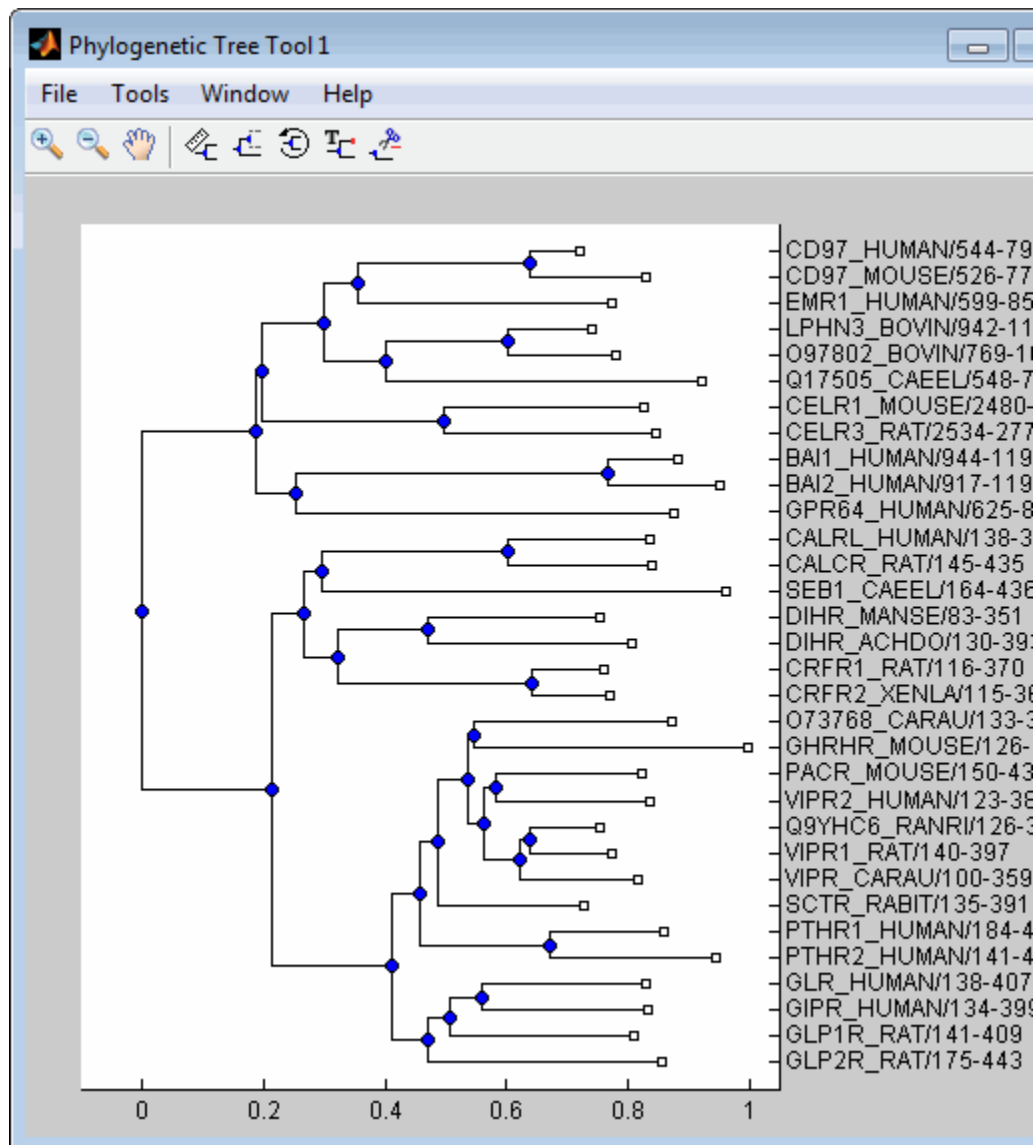 Phylogenetic Tree Tool 1
File Tools Window Help
CD97_HUMAN/544-79
CD97_MOUSE/526-77
EMR1_HUMAN/599-85
LPHN3_BOVIN/942-11
O97802_BOVIN/769-10
Q17505_CAEEL/548-7
CELR1_MOUSE/2480-
CELR3_RAT/2534-277
BAI1_HUMAN/944-119
BAI2_HUMAN/917-119
GPR64_HUMAN/625-8
CALRL_HUMAN/138-3
CALCR_RAT/145-435
SEB1_CAEEL/164-436
DIHR_MANSE/83-351
DIHR_ACHDO/130-393
CRFR1_RAT/116-370
CRFR2_XENLA/115-36
O73768_CARAU/133-3
GHRHR_MOUSE/126-
PACR_MOUSE/150-43
VIPR2_HUMAN/123-38
Q9YHC6_RANRI/126-3
VIPR1_RAT/140-397
VIPR_CARAU/100-359
SCTR_RABIT/135-391
PTHR1_HUMAN/184-4
PTHR2_HUMAN/141-4
GLR_HUMAN/138-407
GIPR_HUMAN/134-399
GLP1R_RAT/141-409
GLP2R_RAT/175-443
0 0.2 0.4 0.6 0.8 1